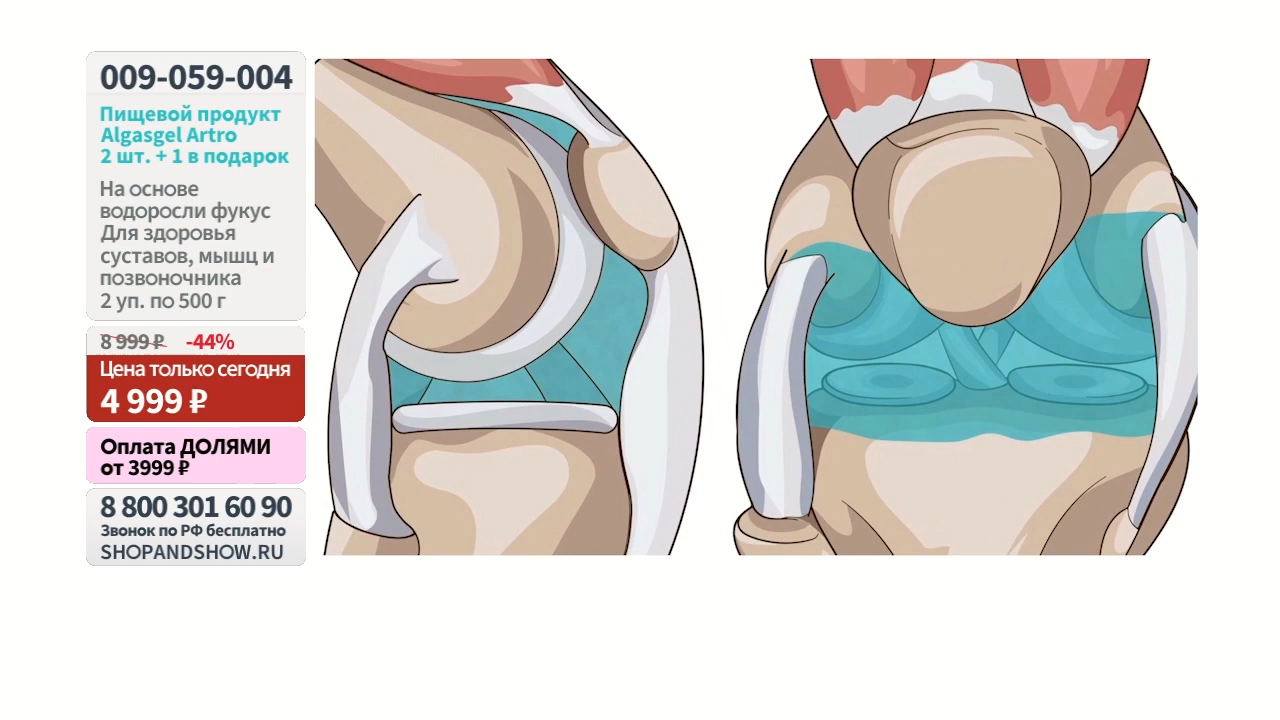 009-059-004
Пищевой продукт
Algasgel Artro
2 шт. + 1 в подарок
На основе
водоросли фукус
Для здоровья
суставов, мышц и
позвоночника
2 уп. по 500 г
8 999 ₽ -44%
Цена только сегодня
4 999 ₽
Оплата ДОЛЯМИ
от 3999 ₽
8 800 301 60 90
Звонок по РФ бесплатно
SHOPANDSHOW.RU